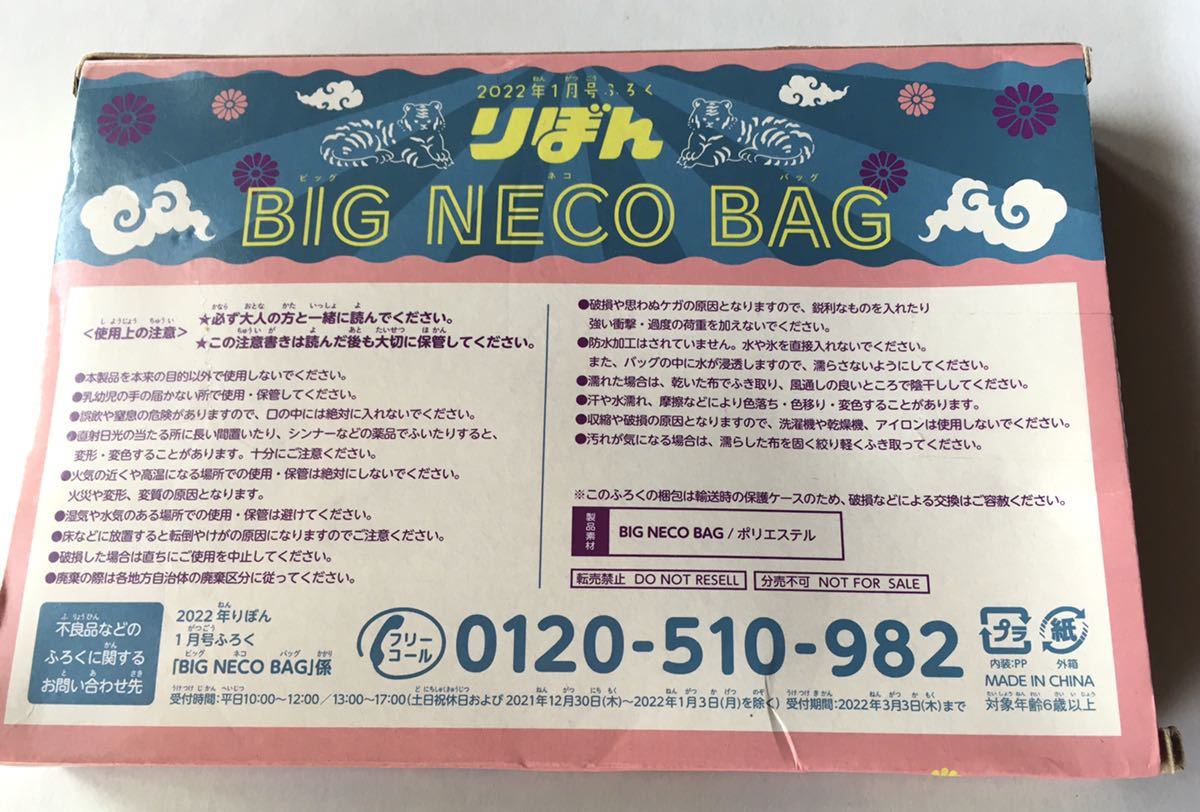 2022年1月号ふろく
りぼん
BIG NECO BAG
<使用上の注意>
★必ず大人の方と一緒に読んでください。
★この注意書きは読んだ後も大切に保管してください。
●本製品を本来の目的以外で使用しないでください。
●乳幼児の手の届かない所で使用・保管してください。
●誤飲や窒息の危険がありますので、口の中には絶対に入れないでください。
●直射日光の当たる所に長い間置いたり、シンナーなどの薬品でふいたりすると、
変形・変色することがあります。十分にご注意ください。
●火気の近くや高温になる場所での使用・保管は絶対にしないでください。
火災や変形、変質の原因となります。
●湿気や水気のある場所での使用・保管は避けてください。
●床などに放置すると転倒やけがの原因になりますのでご注意ください。
●破損した場合は直ちにご使用を中止してください。
●廃棄の際は各地方自治体の廃棄区分に従ってください。
●破損や思わぬケガの原因となりますので、鋭利なものを入れたり
強い衝撃・過度の荷重を加えないでください。
●防水加工はされていません。水や氷を直接入れないでください。
また、バッグの中に水が浸透しますので、濡らさないようにしてください。
●濡れた場合は、乾いた布でふき取り、風通しの良いところで陰干ししてください。
●汗や水濡れ、摩擦などにより色落ち・色移り・変色することがあります。
●収縮や破損の原因となりますので、洗濯機や乾燥機、アイロンは使用しないでください。
●汚れが気になる場合は、濡らした布を固く絞り軽くふき取ってください。
※このふろくの梱包は輸送時の保護ケースのため、破損などによる交換はご容赦ください。
製品素材
BIG NECO BAG / ポリエステル
転売禁止 DO NOT RESELL
分売不可 NOT FOR SALE
不良品などの
ふろくに関する
お問い合わせ先
2022年りぼん
1月号ふろく
「BIG NECO BAG」係
フリー
コール
0120-510-982
受付時間:平日10:00～12:00／13:00～17:00(土日祝休日および2021年12月30日(木)～2022年1月3日(月)を除く) 受付期間:2022年3月3日(木)まで
プラ
内装:PP
紙
外箱
MADE IN CHINA
対象年齢6歳以上